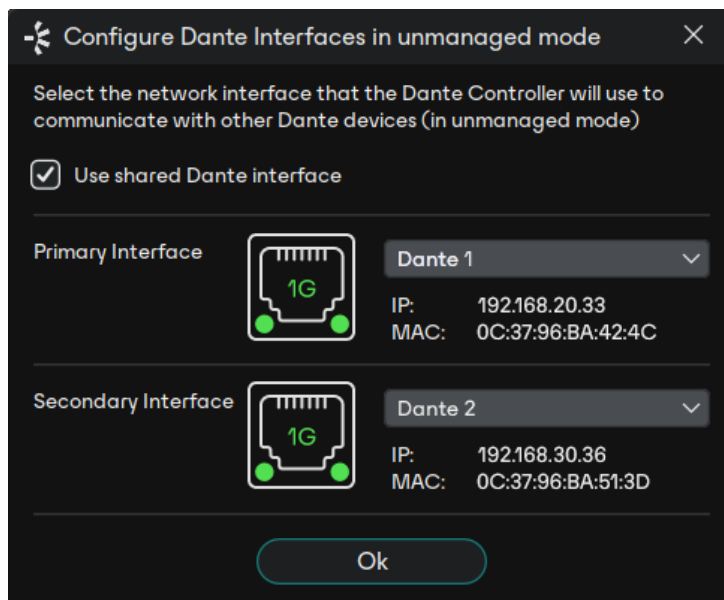 Configure Dante Interfaces in unmanaged mode
Select the network interface that the Dante Controller will use to
communicate with other Dante devices (in unmanaged mode)
Use shared Dante interface
Primary Interface
1G
Dante 1
IP: 192.168.20.33
MAC: 0C:37:96:BA:42:4C
Secondary Interface
1G
Dante 2
IP: 192.168.30.36
MAC: 0C:37:96:BA:51:3D
Ok